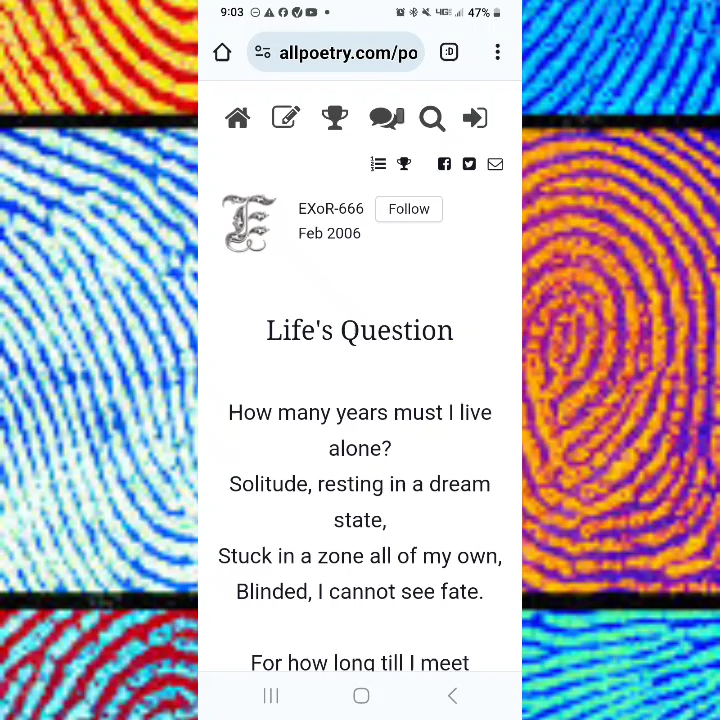 9:03
4G 47%
allpoetry.com/po
:D
EXoR-666 Follow
Feb 2006
Life's Question
How many years must I live
alone?
Solitude, resting in a dream
state,
Stuck in a zone all of my own,
Blinded, I cannot see fate.
For how long till I meet